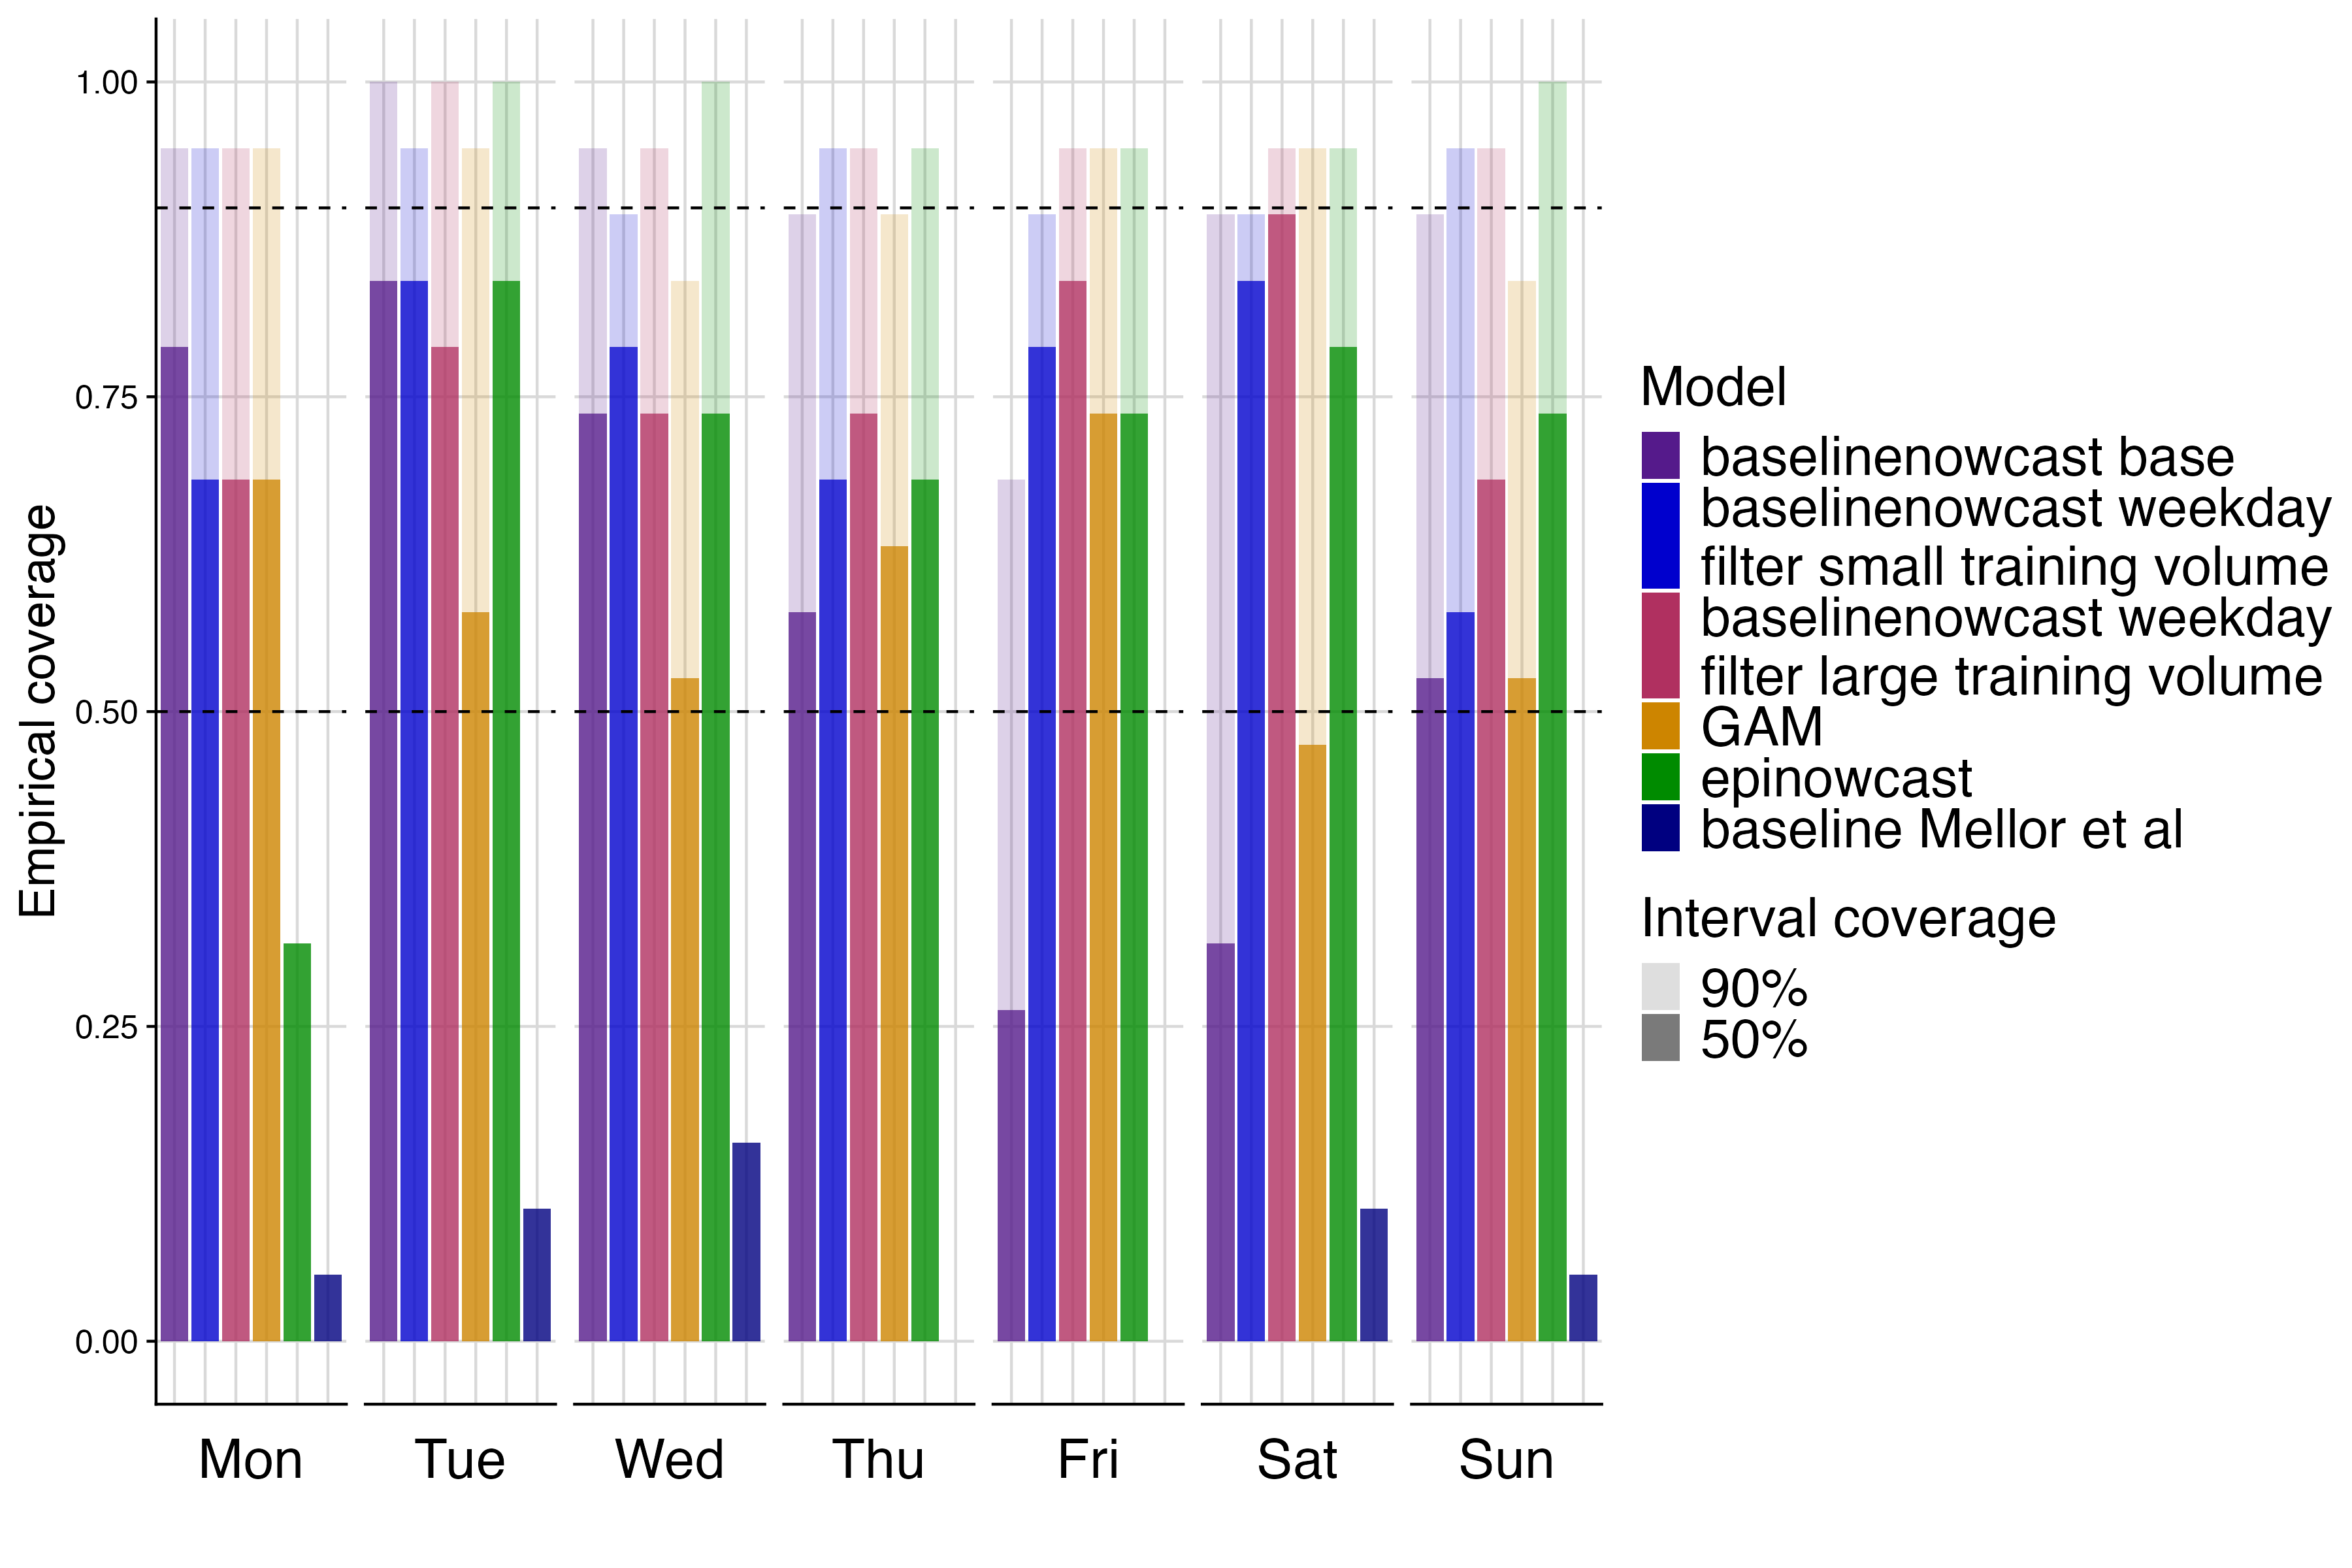 Empirical coverage
1.00
0.75
0.50
0.25
0.00
Mon
Tue
Wed
Thu
Fri
Sat
Sun
Model
baselinenowcast base
baselinenowcast weekday
filter small training volume
baselinenowcast weekday
filter large training volume
GAM
epinowcast
baseline Mellor et al
Interval coverage
90%
50%